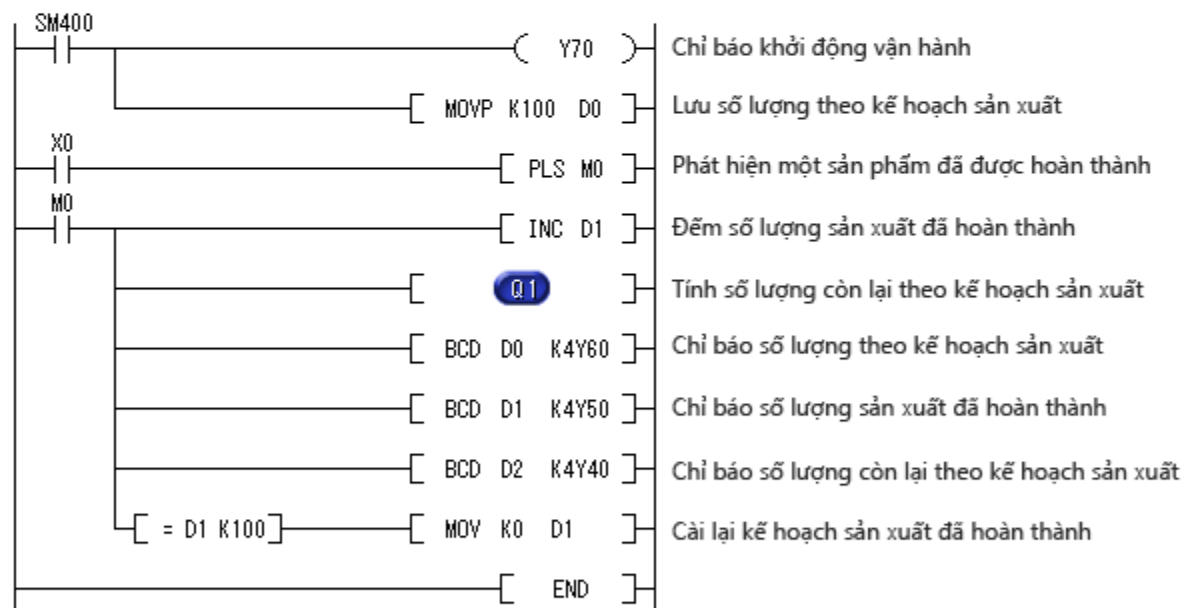 SM400
Y70 Chỉ báo khởi động vận hành
MOVP K100 D0 Lưu số lượng theo kế hoạch sản xuất
X0
PLS M0 Phát hiện một sản phẩm đã được hoàn thành
M0
INC D1 Đếm số lượng sản xuất đã hoàn thành
Q1 Tính số lượng còn lại theo kế hoạch sản xuất
BCD D0 K4Y60 Chỉ báo số lượng theo kế hoạch sản xuất
BCD D1 K4Y50 Chỉ báo số lượng sản xuất đã hoàn thành
BCD D2 K4Y40 Chỉ báo số lượng còn lại theo kế hoạch sản xuất
= D1 K100 MOV K0 D1 Cài lại kế hoạch sản xuất đã hoàn thành
END